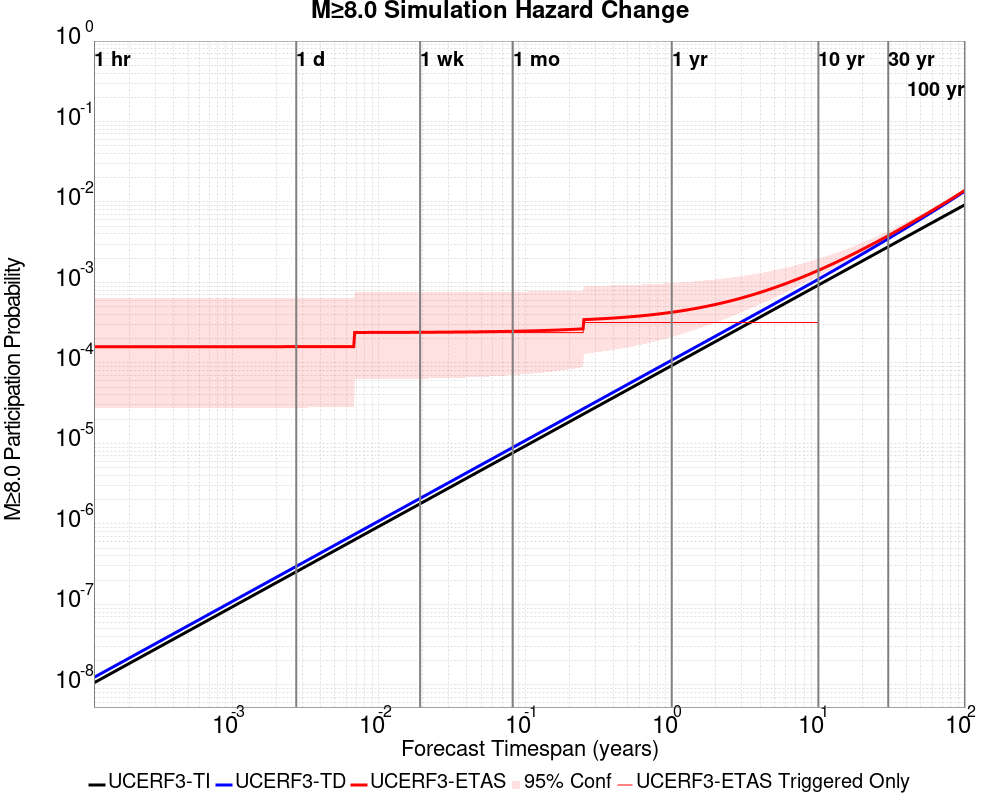 M≥8.0 Simulation Hazard Change
10^0
1 hr 1 d 1 wk 1 mo 1 yr 10 yr 30 yr
100 yr
10^-1
10^-2
10^-3
10^-4
10^-5
10^-6
10^-7
10^-8
M≥8.0 Participation Probability
10^-3 10^-2 10^-1 10^0 10^1 10^2
Forecast Timespan (years)
UCERF3-TI UCERF3-TD UCERF3-ETAS 95% Conf UCERF3-ETAS Triggered Only